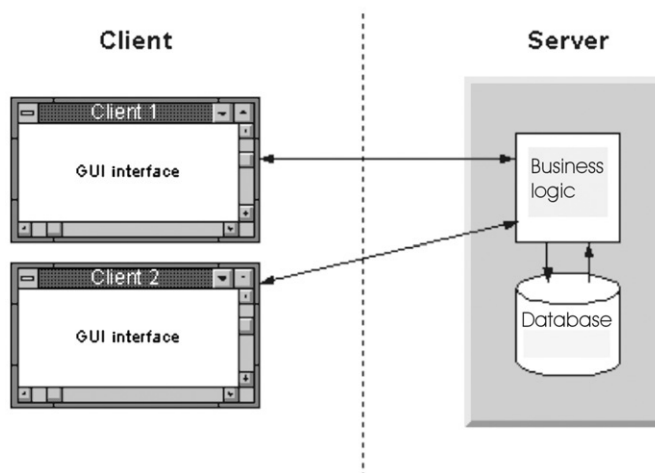 Client
Server
Client 1
GUI interface
Client 2
GUI interface
Business
logic
Database